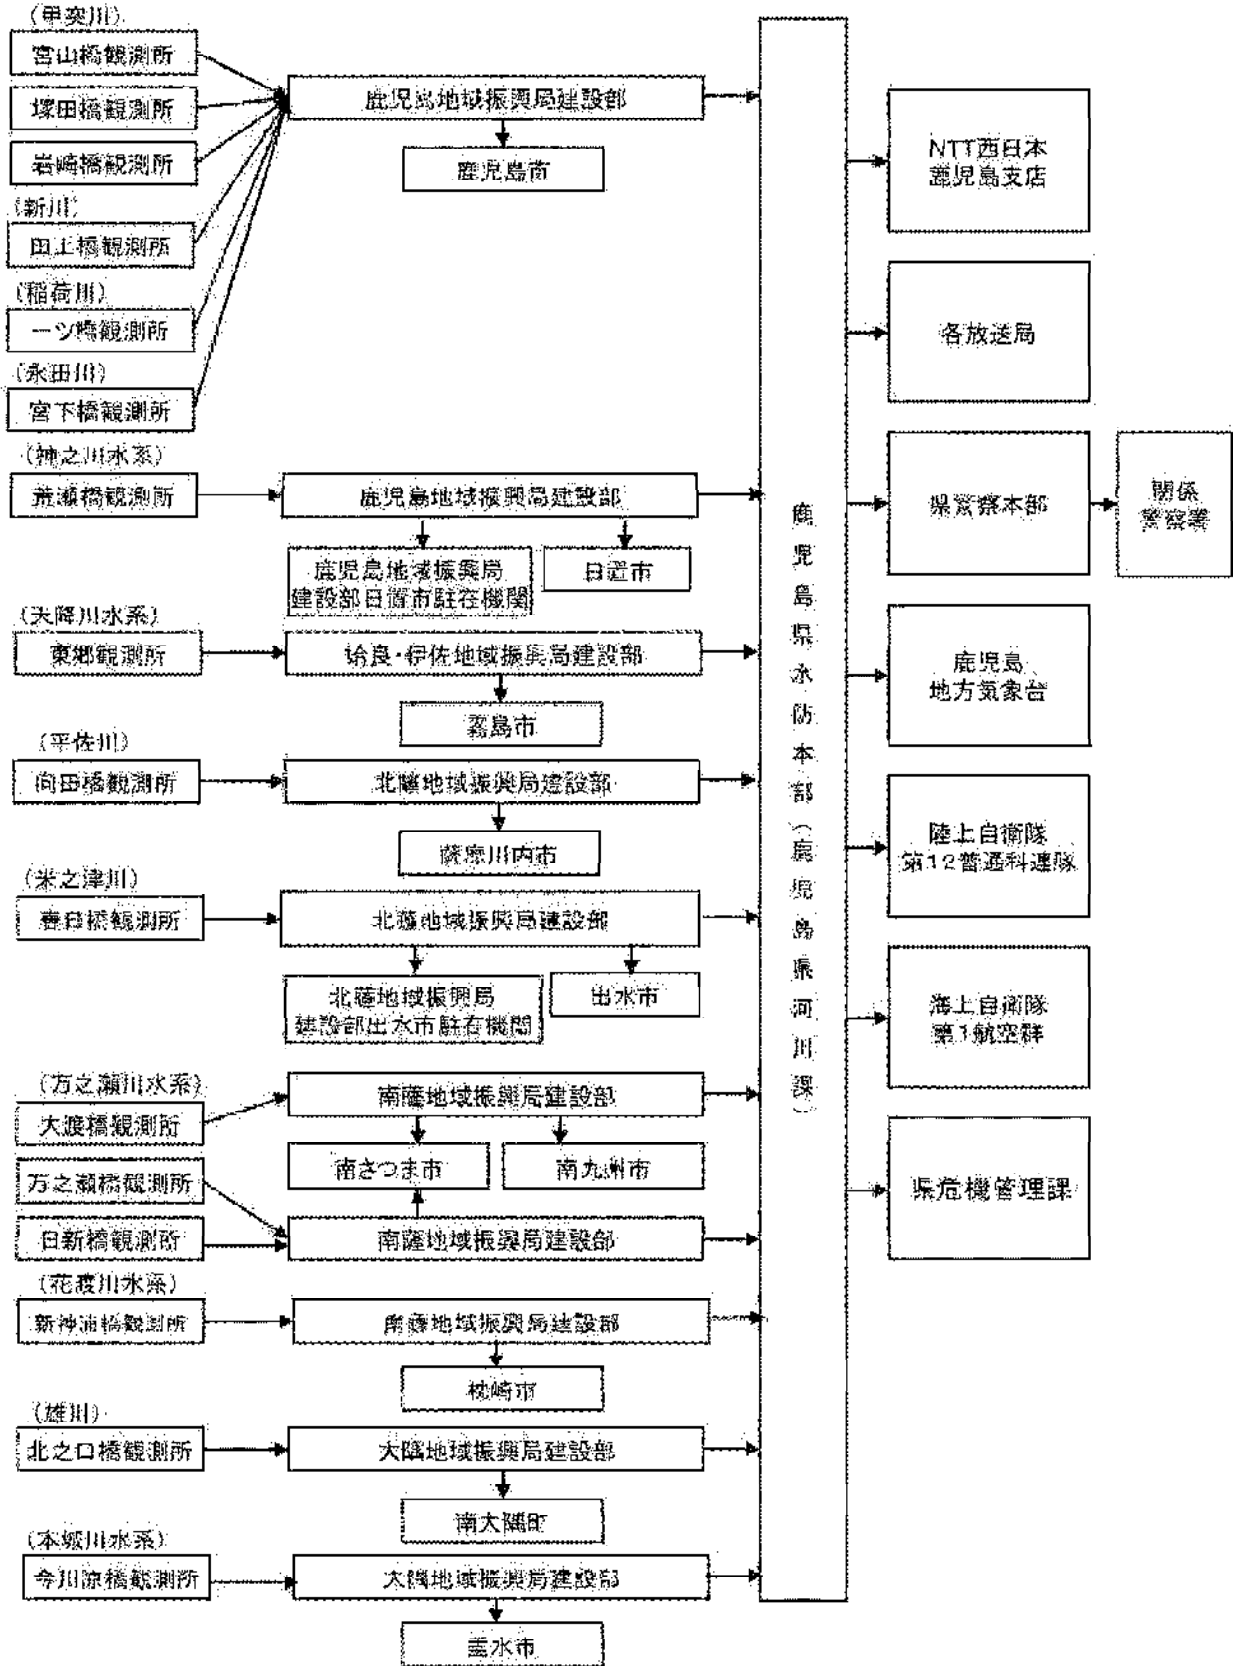 (甲突川)
宮山橋観測所
塚田橋観測所
岩崎橋観測所
(新川)
田上橋観測所
(稲荷川)
一ツ橋観測所
(永田川)
宮下橋観測所
鹿児島地域振興局建設部
鹿児島市
(神之川水系)
荒瀬橋観測所
鹿児島地域振興局建設部
鹿児島地域振興局
建設部日置市駐在機関
日置市
(天降川水系)
東郷観測所
姶良・伊佐地域振興局建設部
霧島市
(平佐川)
向田橋観測所
北薩地域振興局建設部
薩摩川内市
(米之津川)
春日橋観測所
北薩地域振興局建設部
北薩地域振興局
建設部出水市駐在機関
出水市
(万之瀬川水系)
大渡橋観測所
南薩地域振興局建設部
南さつま市
南九州市
万之瀬橋観測所
日新橋観測所
南薩地域振興局建設部
(花渡川水系)
新神浦橋観測所
南薩地域振興局建設部
枕崎市
(雄川)
北之口橋観測所
大隅地域振興局建設部
南大隅町
(本城川水系)
今川原橋観測所
大隅地域振興局建設部
垂水市
鹿児島県水防本部(鹿児島県河川課)
NTT西日本
鹿児島支店
各放送局
県警察本部
関係
警察署
鹿児島
地方気象台
陸上自衛隊
第12普通科連隊
海上自衛隊
第1航空群
県危機管理課